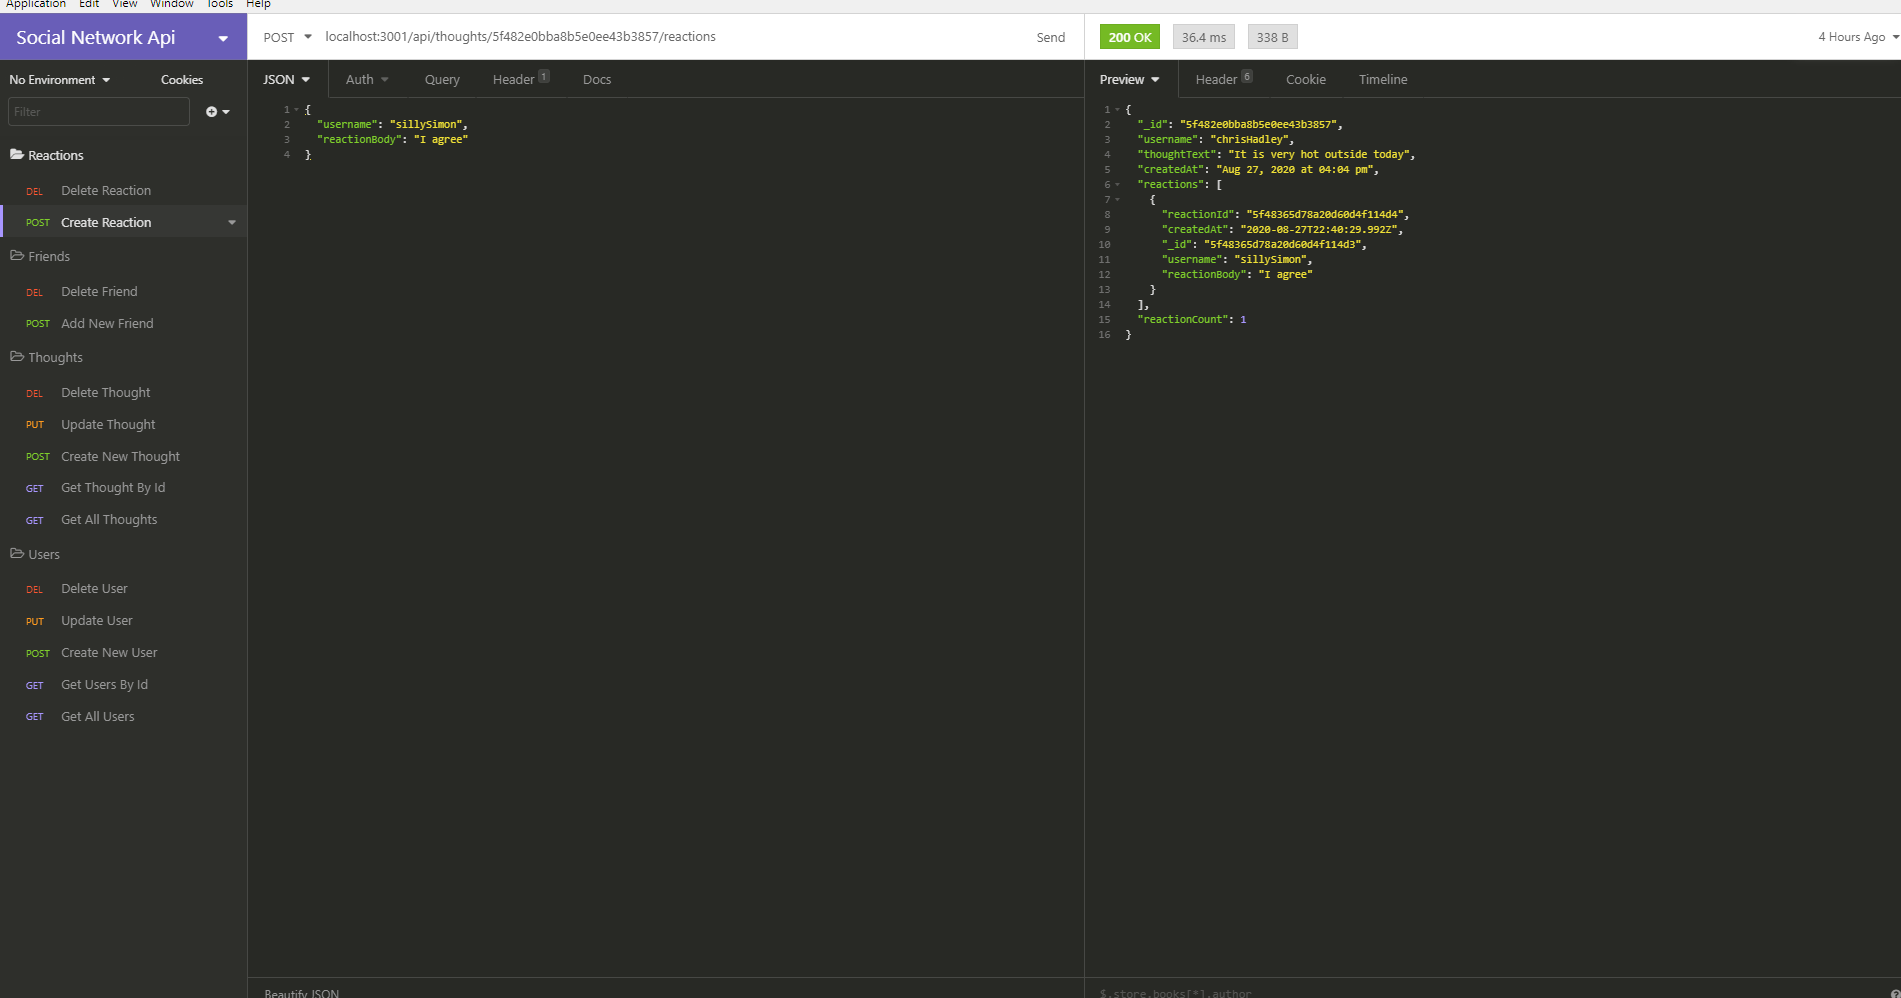 Application Edit View Window Tools Help
Social Network Api
POST localhost:3001/api/thoughts/5f482e0bba8b5e0ee43b3857/reactions Send
200 OK 36.4 ms 338 B 4 Hours Ago
No Environment Cookies
Filter
Reactions
DEL Delete Reaction
POST Create Reaction
Friends
DEL Delete Friend
POST Add New Friend
Thoughts
DEL Delete Thought
PUT Update Thought
POST Create New Thought
GET Get Thought By Id
GET Get All Thoughts
Users
DEL Delete User
PUT Update User
POST Create New User
GET Get Users By Id
GET Get All Users
JSON Auth Query Header 1 Docs
1 {
2 "username": "sillySimon",
3 "reactionBody": "I agree"
4 }
Beautify JSON
Preview Header 6 Cookie Timeline
1 {
2 "_id": "5f482e0bba8b5e0ee43b3857",
3 "username": "chrisHadley",
4 "thoughtText": "It is very hot outside today",
5 "createdAt": "Aug 27, 2020 at 04:04 pm",
6 "reactions": [
7 {
8 "reactionId": "5f48365d78a20d60d4f114d4",
9 "createdAt": "2020-08-27T22:40:29.992Z",
10 "_id": "5f48365d78a20d60d4f114d3",
11 "username": "sillySimon",
12 "reactionBody": "I agree"
13 }
14 ],
15 "reactionCount": 1
16 }
$.store.books[*].author